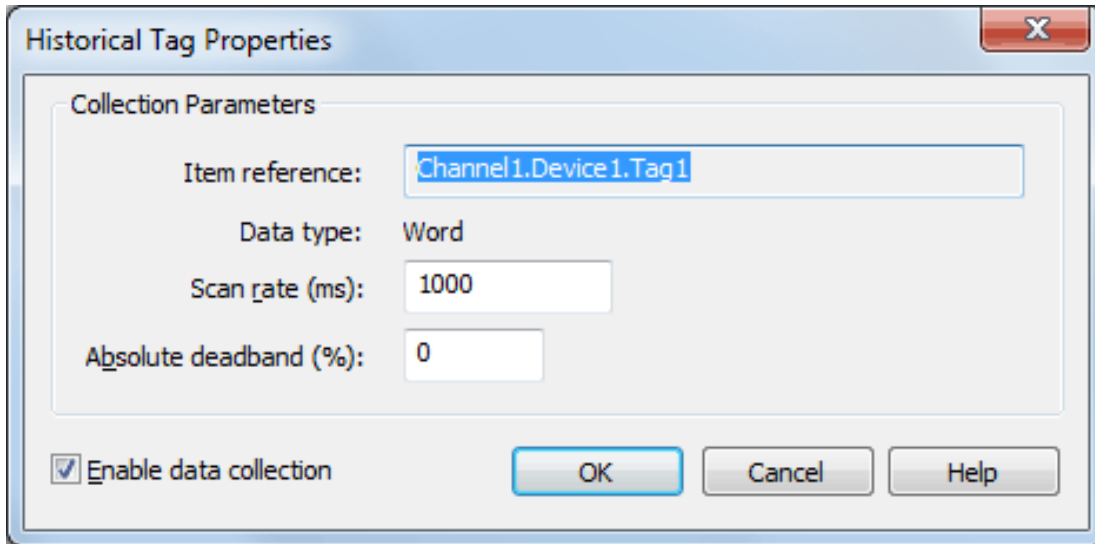 Historical Tag Properties
Collection Parameters
Item reference: Channel1.Device1.Tag1
Data type: Word
Scan rate (ms): 1000
Absolute deadband (%): 0
Enable data collection OK Cancel Help